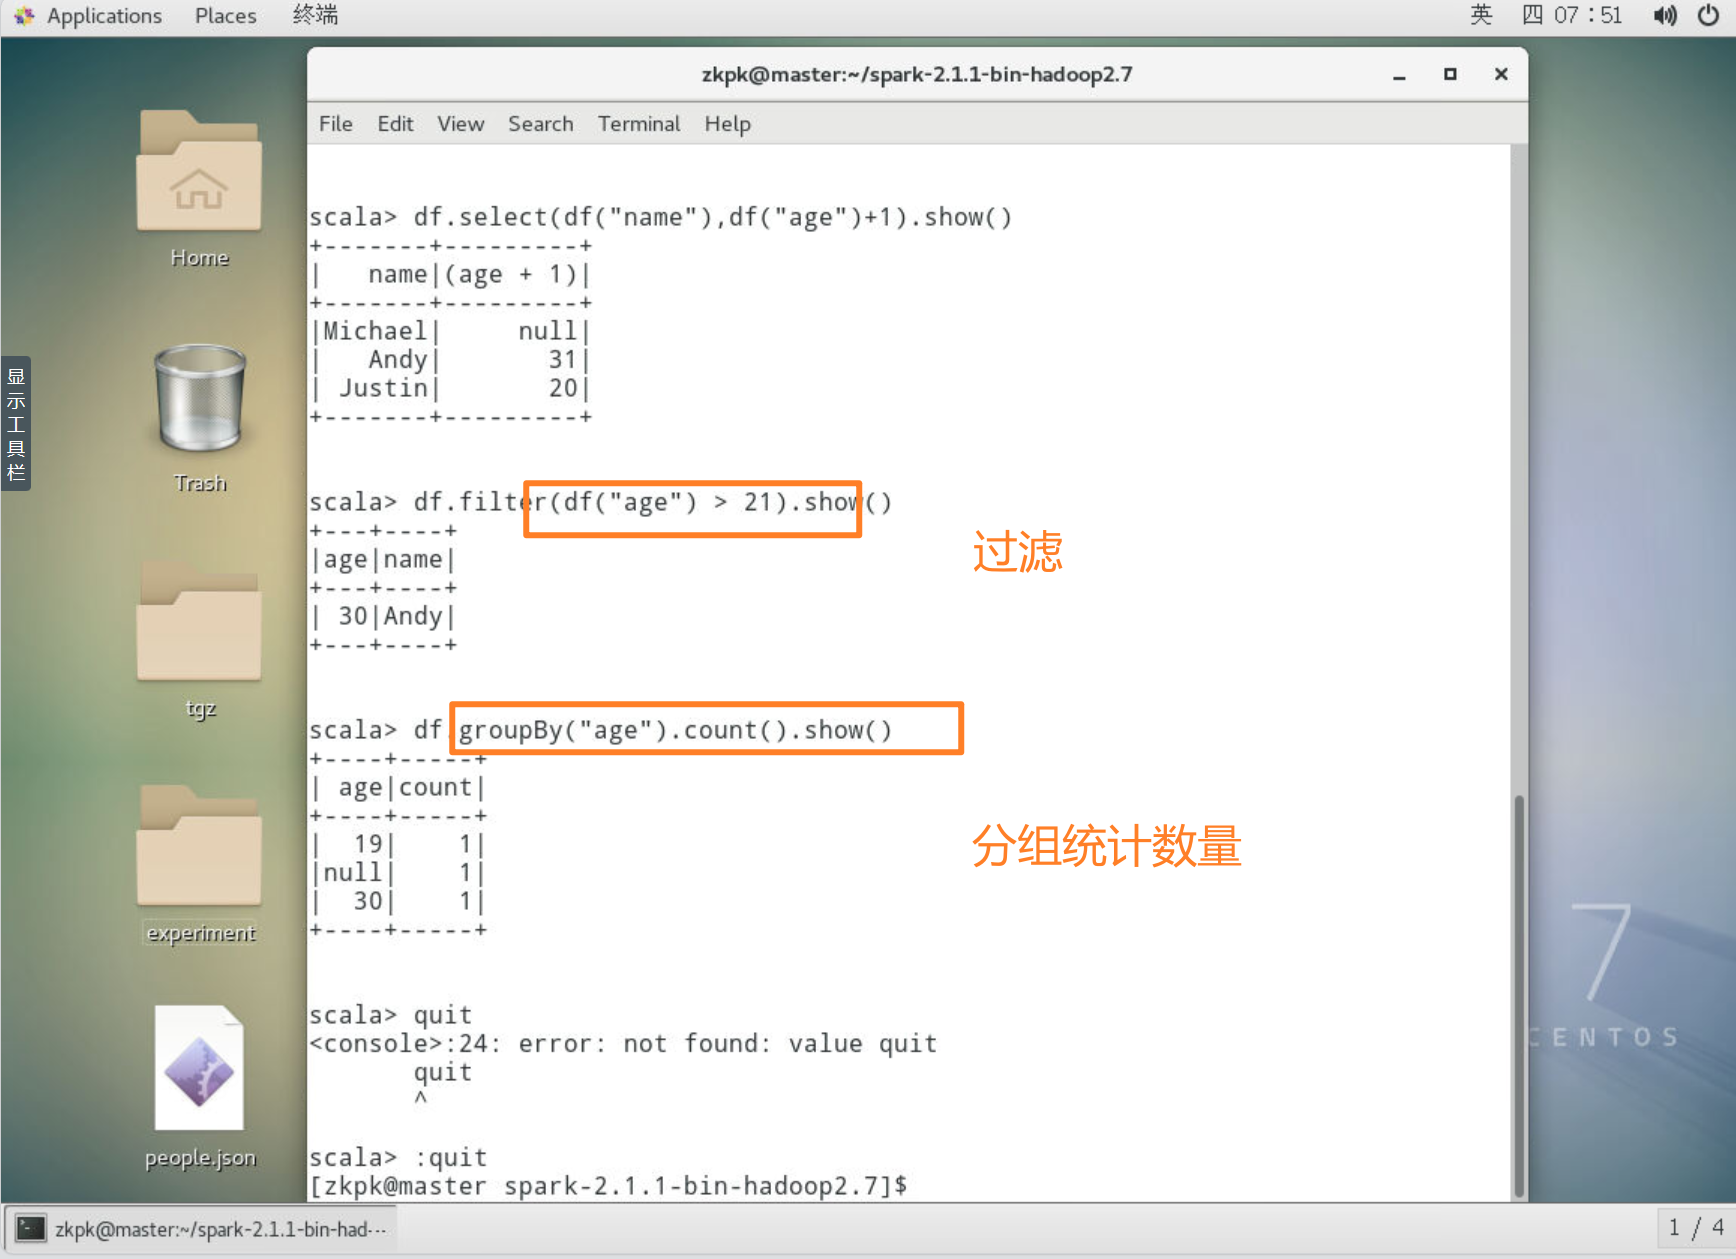 Applications Places 终端 英 四 07：51
zkpk@master:~/spark-2.1.1-bin-hadoop2.7
File Edit View Search Terminal Help
scala> df.select(df("name"),df("age")+1).show()
+-------+---------+
|   name|(age + 1)|
+-------+---------+
|Michael|     null|
|   Andy|       31|
| Justin|       20|
+-------+---------+
scala> df.filter(df("age") > 21).show()
+---+----+
|age|name|
+---+----+
| 30|Andy|
+---+----+
过滤
scala> df.groupBy("age").count().show()
+----+-----+
| age|count|
+----+-----+
|  19|    1|
|null|    1|
|  30|    1|
+----+-----+
分组统计数量
scala> quit
<console>:24: error: not found: value quit
       quit
       ^
scala> :quit
[zkpk@master spark-2.1.1-bin-hadoop2.7]$
Home
Trash
显示工具栏
tgz
experiment
people.json
7
CENTOS
zkpk@master:~/spark-2.1.1-bin-had···
1 / 4